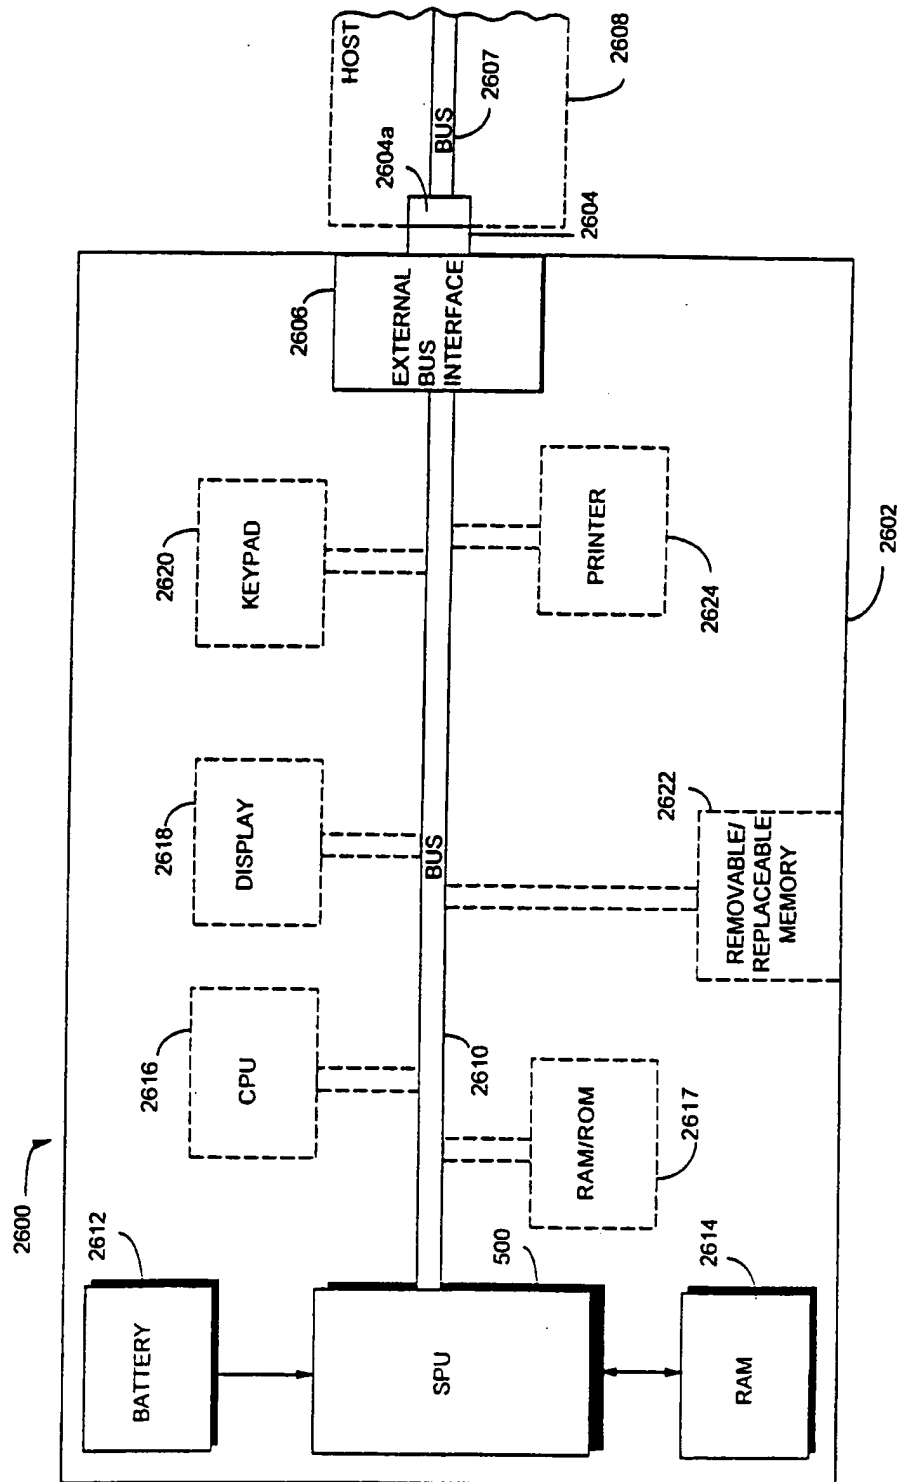 2600
2612
BATTERY
SPU
500
RAM
2614
2616
CPU
2618
DISPLAY
2620
KEYPAD
BUS
2610
RAM/ROM
2617
REMOVABLE/
REPLACEABLE
MEMORY
2622
PRINTER
2624
2606
EXTERNAL
BUS
INTERFACE
2602
2604a
2604
HOST
BUS
2607
2608